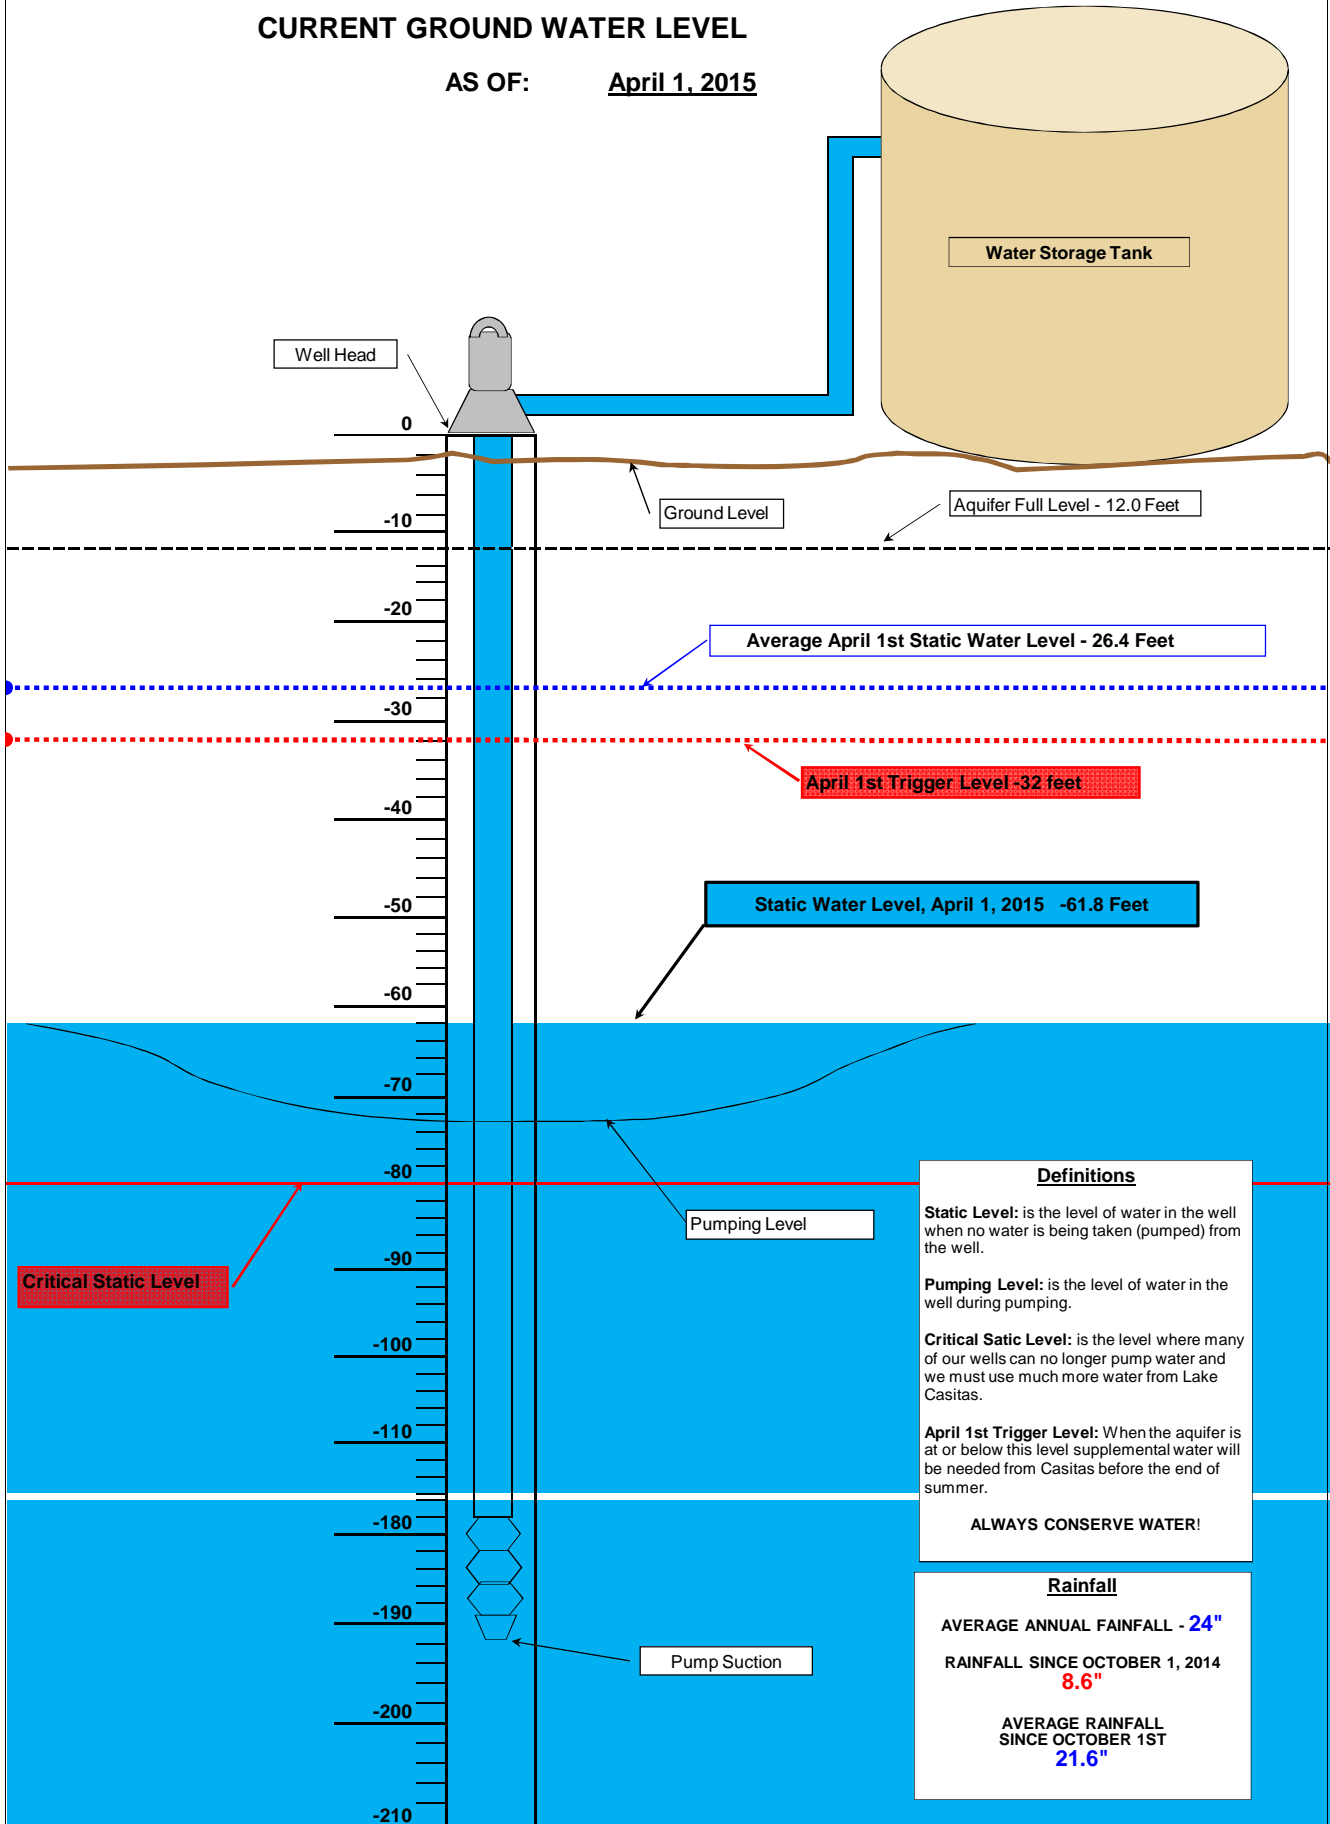 CURRENT GROUND WATER LEVEL
AS OF: April 1, 2015
Water Storage Tank
Well Head
0
Ground Level
Aquifer Full Level - 12.0 Feet
-10
-20
Average April 1st Static Water Level - 26.4 Feet
-30
April 1st Trigger Level -32 feet
-40
-50
Static Water Level, April 1, 2015 -61.8 Feet
-60
-70
-80
Pumping Level
-90
Critical Static Level
-100
-110
-180
-190
Pump Suction
-200
-210
Definitions
Static Level: is the level of water in the well
when no water is being taken (pumped) from
the well.
Pumping Level: is the level of water in the
well during pumping.
Critical Satic Level: is the level where many
of our wells can no longer pump water and
we must use much more water from Lake
Casitas.
April 1st Trigger Level: When the aquifer is
at or below this level supplemental water will
be needed from Casitas before the end of
summer.
ALWAYS CONSERVE WATER!
Rainfall
AVERAGE ANNUAL FAINFALL - 24"
RAINFALL SINCE OCTOBER 1, 2014
8.6"
AVERAGE RAINFALL
SINCE OCTOBER 1ST
21.6"